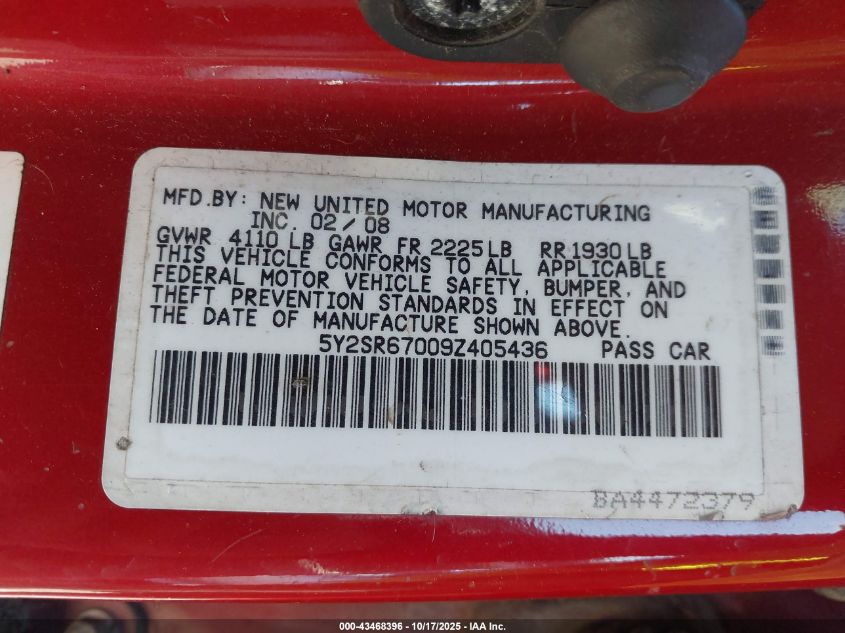 MFD.BY: NEW UNITED MOTOR MANUFACTURING
INC. 02/08
GVWR 4110 LB GAWR FR 2225 LB RR 1930 LB
THIS VEHICLE CONFORMS TO ALL APPLICABLE
FEDERAL MOTOR VEHICLE SAFETY, BUMPER, AND
THEFT PREVENTION STANDARDS IN EFFECT ON
THE DATE OF MANUFACTURE SHOWN ABOVE.
5Y2SR67009Z405436 PASS CAR
BA4472379
000-43468396 | 10/17/2025 | IAA Inc.